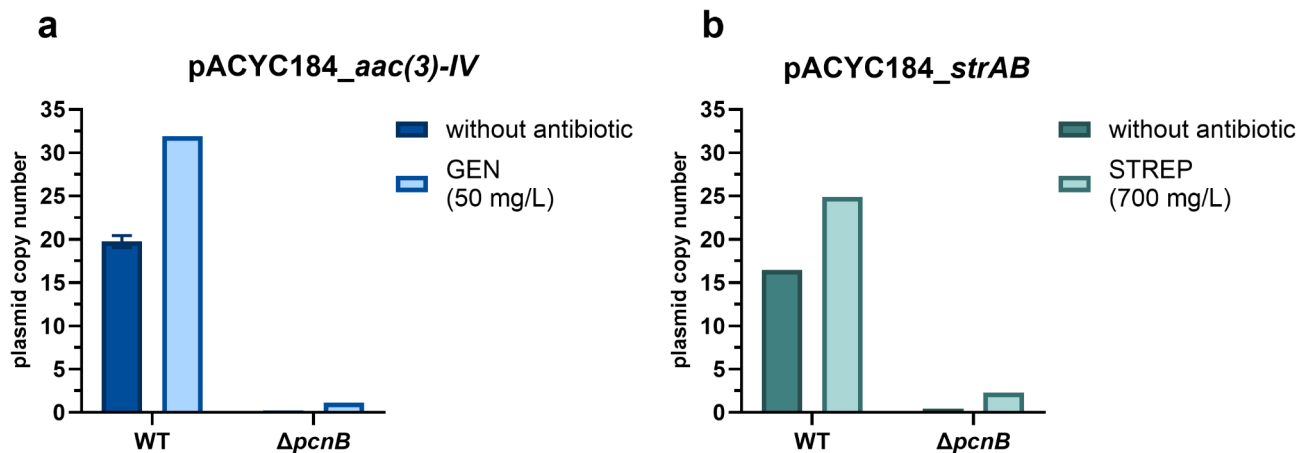 a
pACYC184_aac(3)-IV
plasmid copy number
35
30
25
20
15
10
5
0
WT
ΔpcnB
without antibiotic
GEN
(50 mg/L)
b
pACYC184_strAB
plasmid copy number
35
30
25
20
15
10
5
0
WT
ΔpcnB
without antibiotic
STREP
(700 mg/L)